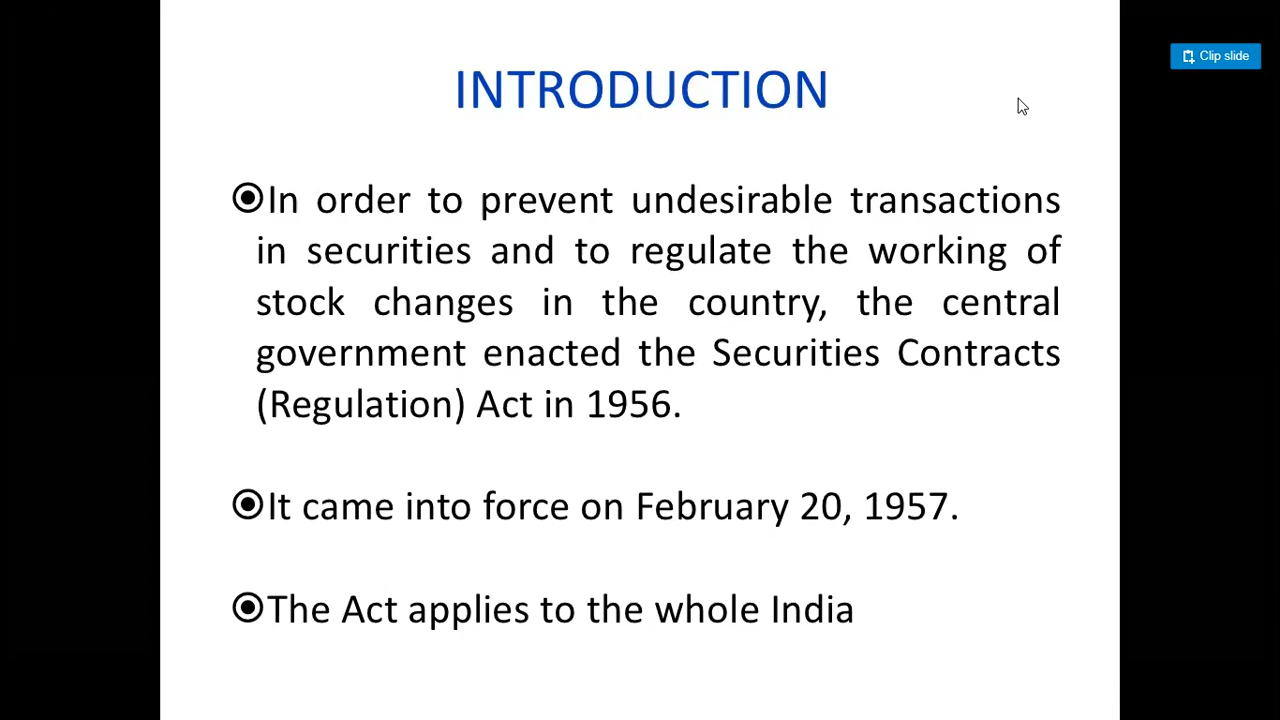 Clip slide
INTRODUCTION
In order to prevent undesirable transactions
in securities and to regulate the working of
stock changes in the country, the central
government enacted the Securities Contracts
(Regulation) Act in 1956.
It came into force on February 20, 1957.
The Act applies to the whole India